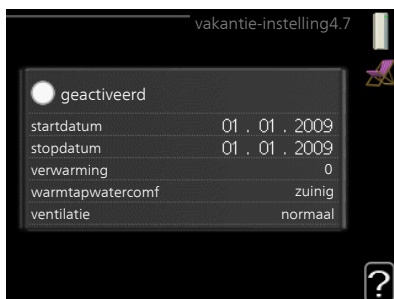 vakantie-instelling4.7
geactiveerd
startdatum 01 . 01 . 2009
stopdatum 01 . 01 . 2009
verwarming 0
warmtapwatercomf zuinig
ventilatie normaal
?